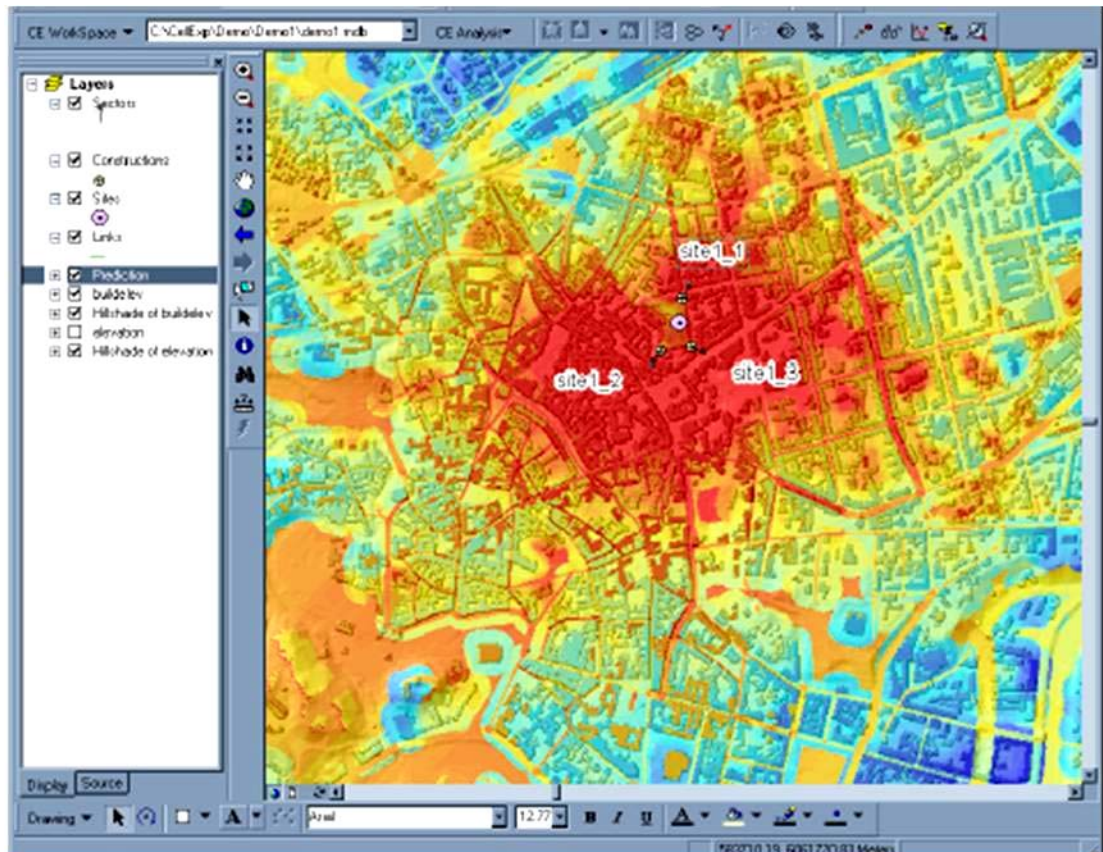 CE WorkSpace C:\CellExp\Demo\Demo1\demo1.mdb CE Analysis
Layers
Sectors
Constructions
Sites
Links
Prediction
buildelev
Hillshade of buildelev
elevation
Hillshade of elevation
site1_1
site1_2
site1_3
Display Source
Drawing A Arial 12.77 B I U A